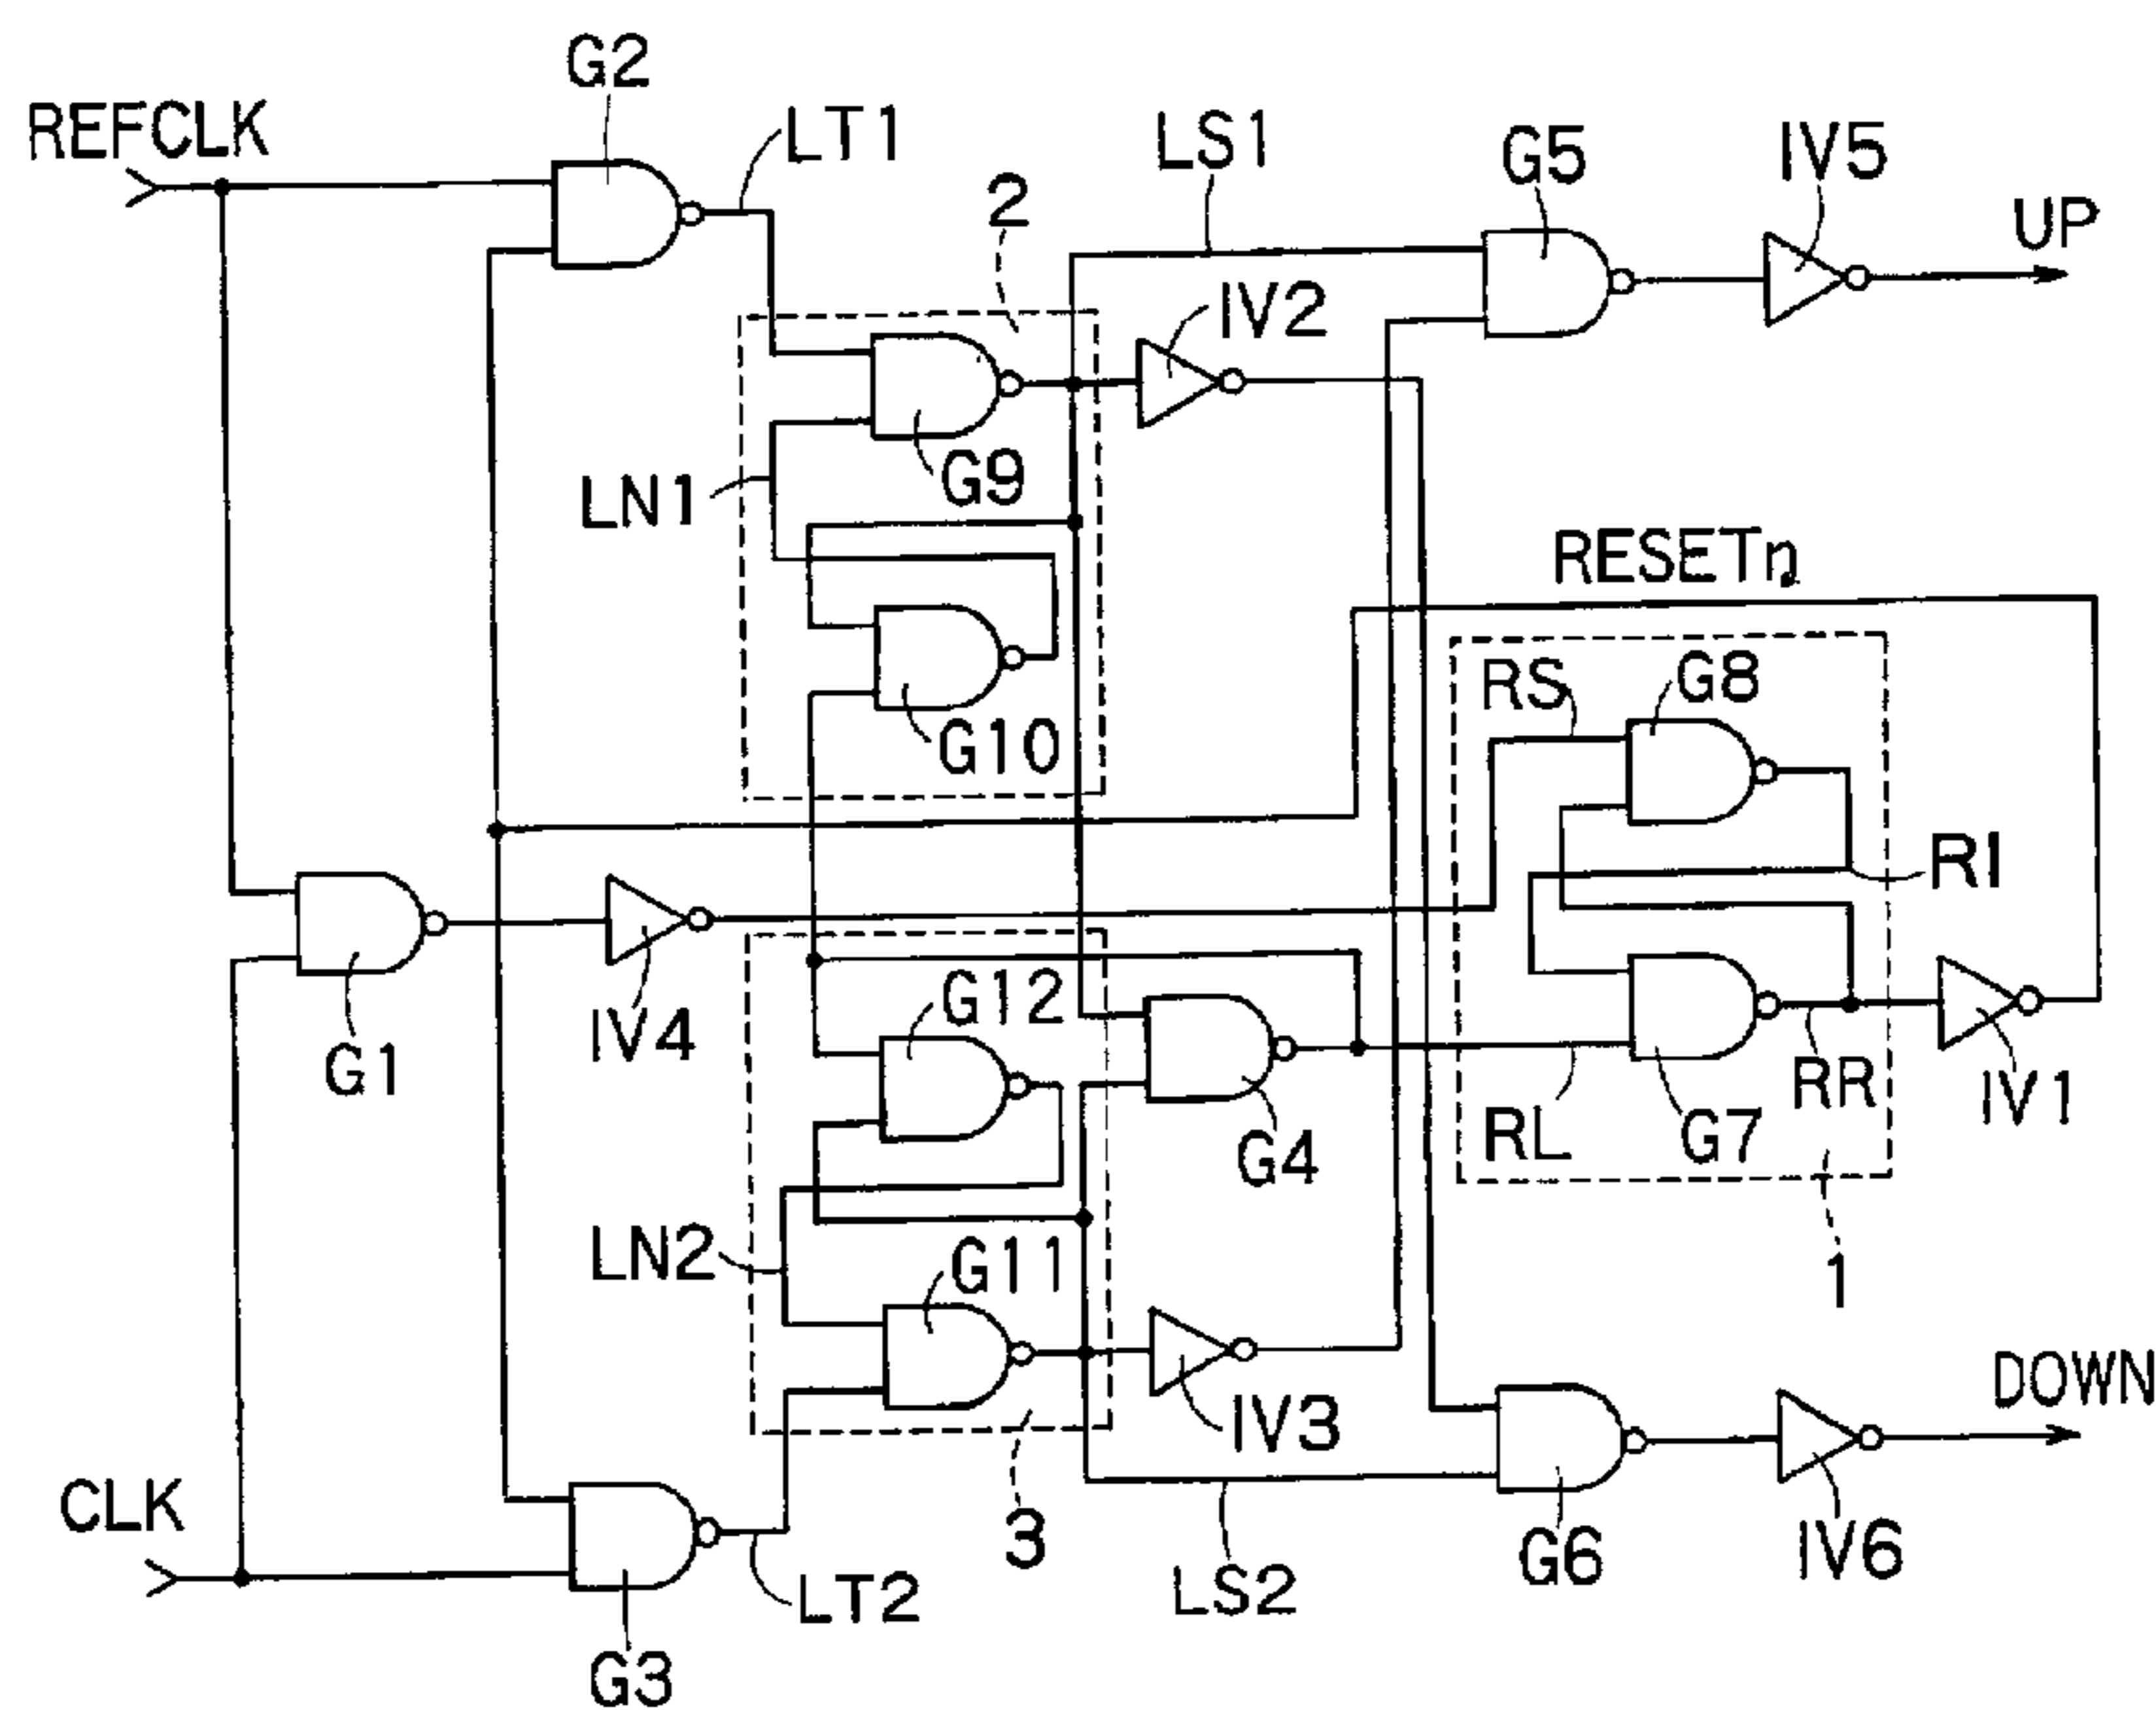 G2
REFCLK
LT1
LS1
G5
IV5
UP
2
IV2
LN1
G9
RESETn
RS
G8
G10
RI
G12
IV4
G1
RL
G7
RR
IV1
G4
LN2
G11
1
IV3
DOWN
CLK
3
LT2
LS2
G6
IV6
G3